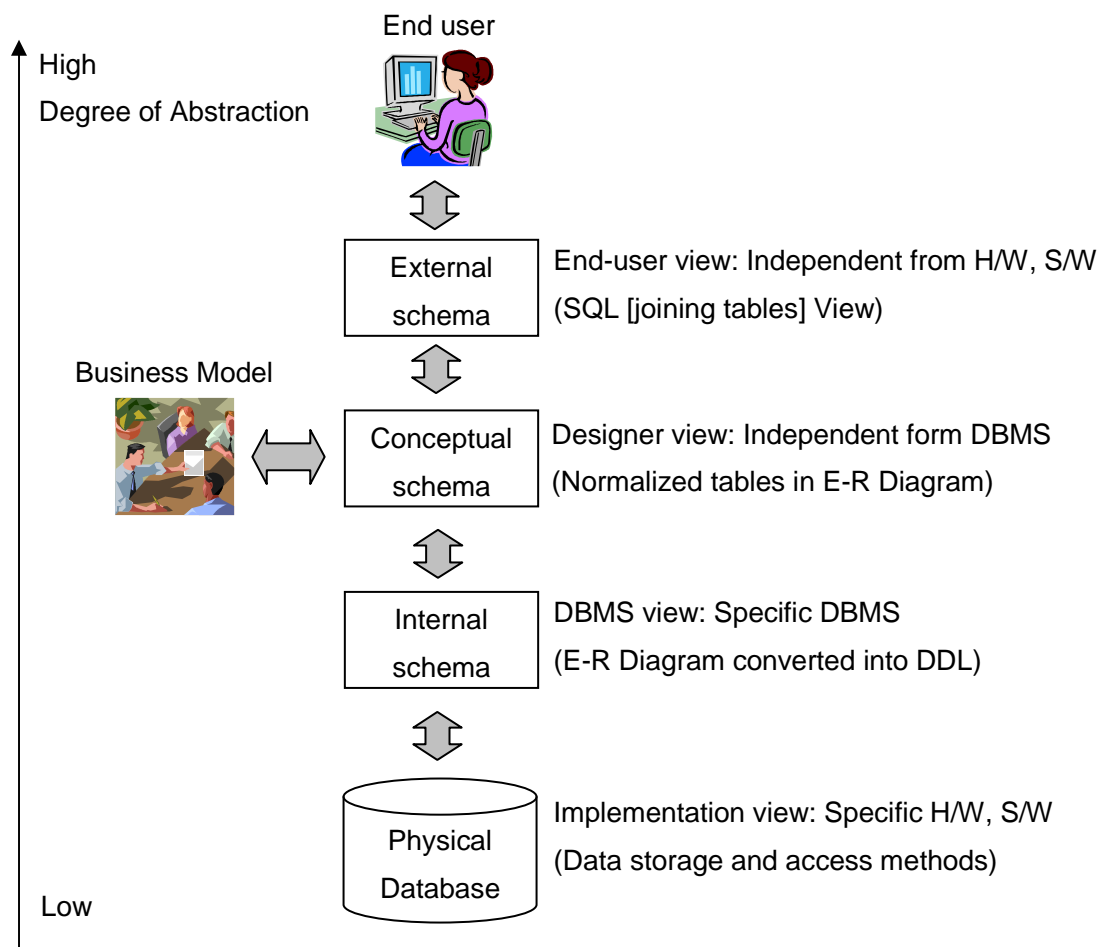 End user
High
Degree of Abstraction
External
schema
End-user view: Independent from H/W, S/W
(SQL [joining tables] View)
Business Model
Conceptual
schema
Designer view: Independent form DBMS
(Normalized tables in E-R Diagram)
Internal
schema
DBMS view: Specific DBMS
(E-R Diagram converted into DDL)
Physical
Database
Implementation view: Specific H/W, S/W
(Data storage and access methods)
Low